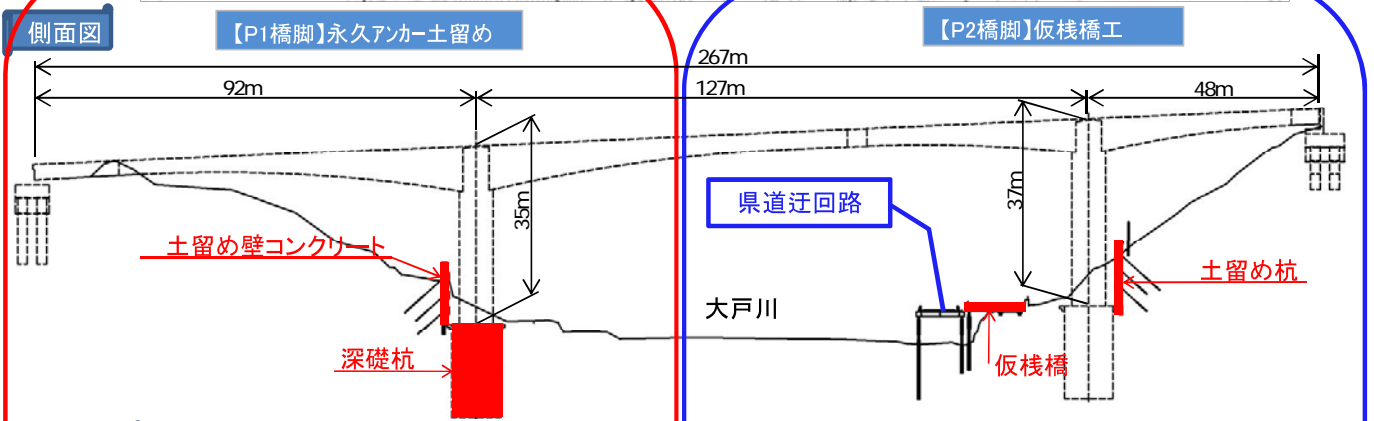 側面図
【P1橋脚】永久アンカー土留め
【P2橋脚】仮桟橋工
267m
92m
127m
48m
35m
37m
県道迂回路
土留め壁コンクリート
土留め杭
大戸川
深礎杭
仮桟橋